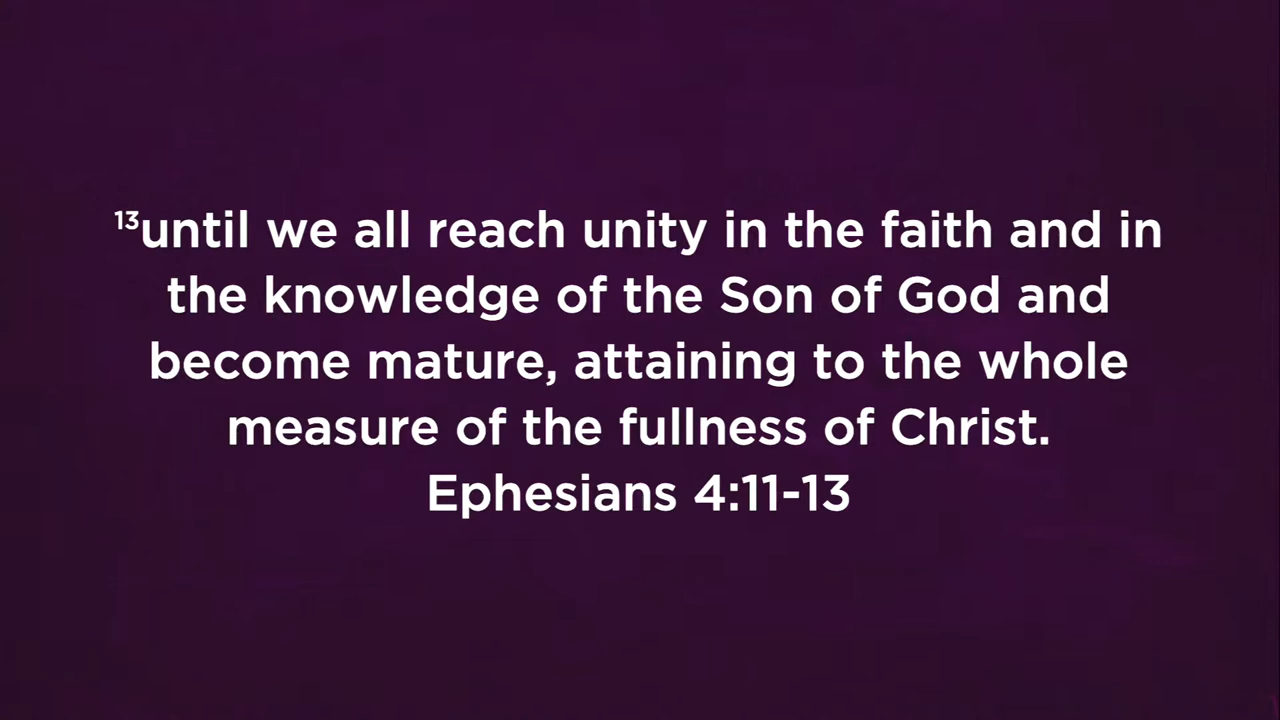 ¹³until we all reach unity in the faith and in
the knowledge of the Son of God and
become mature, attaining to the whole
measure of the fullness of Christ.
Ephesians 4:11-13